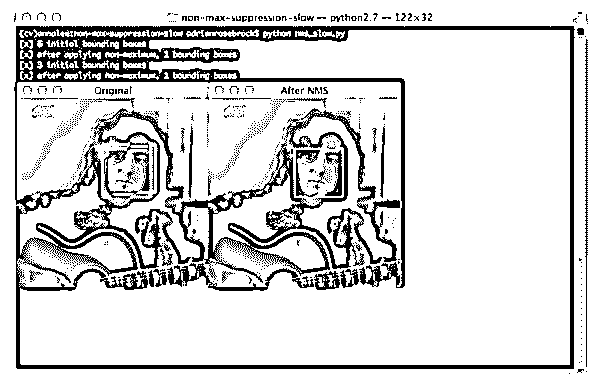 non-max-suppression-slow — python2.7 — 122×32
(cv)annalee:non-max-suppression-slow adrianrosebrock$ python nms_slow.py
[x] 6 initial bounding boxes
[x] after applying non-maximum, 1 bounding boxes
[x] 3 initial bounding boxes
[x] after applying non-maximum, 1 bounding boxes
Original After NMS